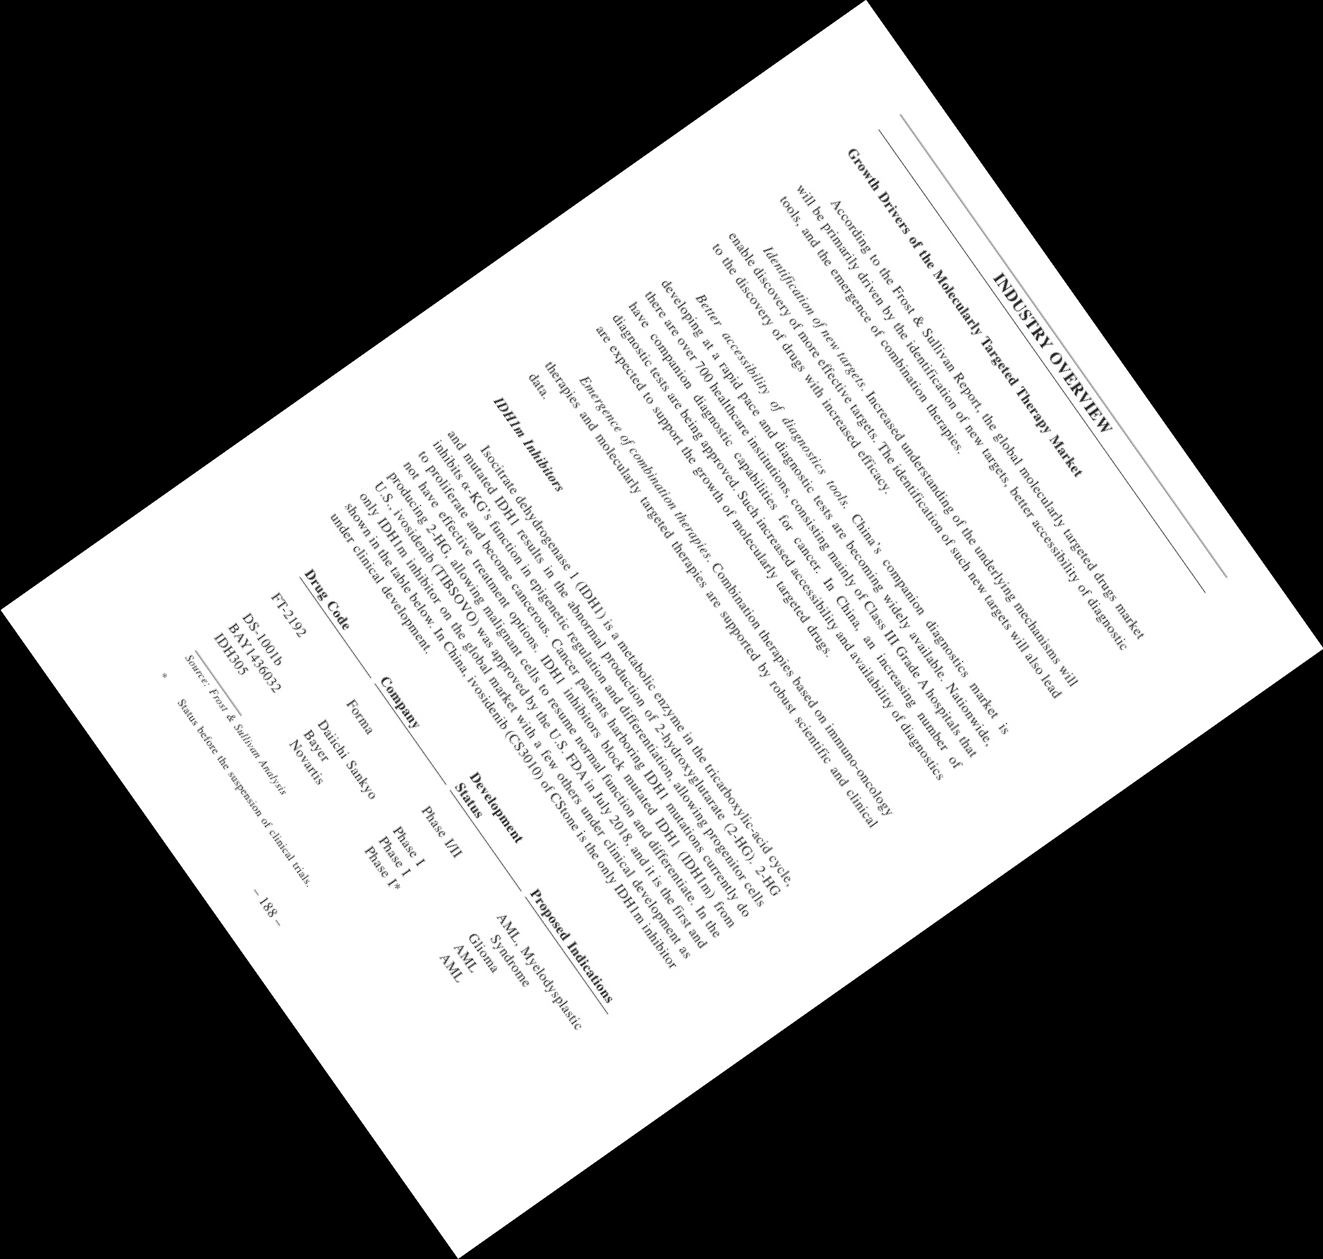 INDUSTRY OVERVIEW
Growth Drivers of the Molecularly Targeted Therapy Market
According to the Frost & Sullivan Report, the global molecularly targeted drugs market
will be primarily driven by the identification of new targets, better accessibility of diagnostic
tools, and the emergence of combination therapies.
Identification of new targets. Increased understanding of the underlying mechanisms will
enable discovery of more effective targets. The identification of such new targets will also lead
to the discovery of drugs with increased efficacy.
Better accessibility of diagnostics tools. China's companion diagnostics market is
developing at a rapid pace and diagnostic tests are becoming widely available. Nationwide,
there are over 700 healthcare institutions, consisting mainly of Class III Grade A hospitals that
have companion diagnostic capabilities for cancer. In China, an increasing number of
diagnostic tests are being approved. Such increased accessibility and availability of diagnostics
are expected to support the growth of molecularly targeted drugs.
Emergence of combination therapies. Combination therapies based on immuno-oncology
therapies and molecularly targeted therapies are supported by robust scientific and clinical
data.
IDH1m Inhibitors
Isocitrate dehydrogenase 1 (IDH1) is a metabolic enzyme in the tricarboxylic-acid cycle,
and mutated IDH1 results in the abnormal production of 2-hydroxyglutarate (2-HG). 2-HG
inhibits α-KG's function in epigenetic regulation and differentiation, allowing progenitor cells
to proliferate and become cancerous. Cancer patients harboring IDH1 mutations currently do
not have effective treatment options. IDH1 inhibitors block mutated IDH1 (IDH1m) from
producing 2-HG, allowing malignant cells to resume normal function and differentiate. In the
U.S., ivosidenib (TIBSOVO) was approved by the U.S. FDA in July 2018, and it is the first and
only IDH1m inhibitor on the global market with a few others under clinical development as
shown in the table below. In China, ivosidenib (CS3010) of CStone is the only IDH1m inhibitor
under clinical development.
Development
Drug Code Company Status Proposed Indications
FT-2192 Forma Phase I/II AML, Myelodysplastic
Syndrome
DS-1001b Daiichi Sankyo Phase I Glioma
BAY1436032 Bayer Phase I AML
IDH305 Novartis Phase I* AML
Source: Frost & Sullivan Analysis
* Status before the suspension of clinical trials.
– 188 –